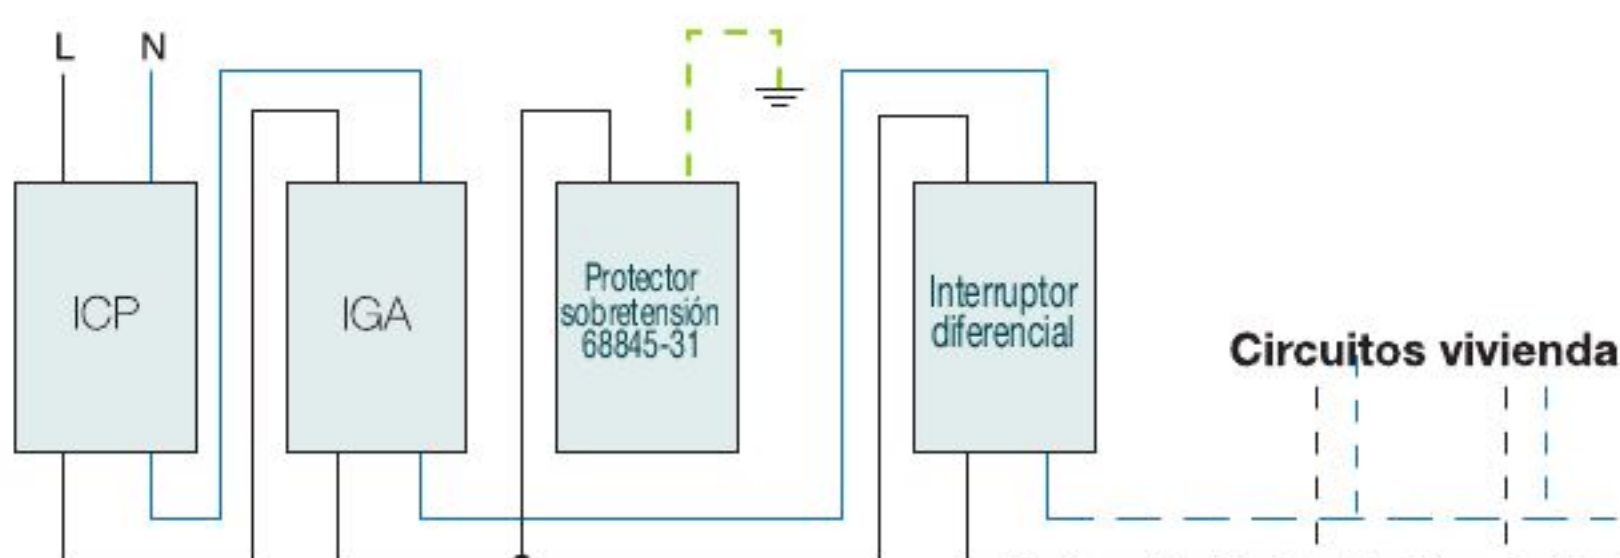 L N
ICP
IGA
Protector
sobretensión
68845-31
Interruptor
diferencial
Circuitos vivienda